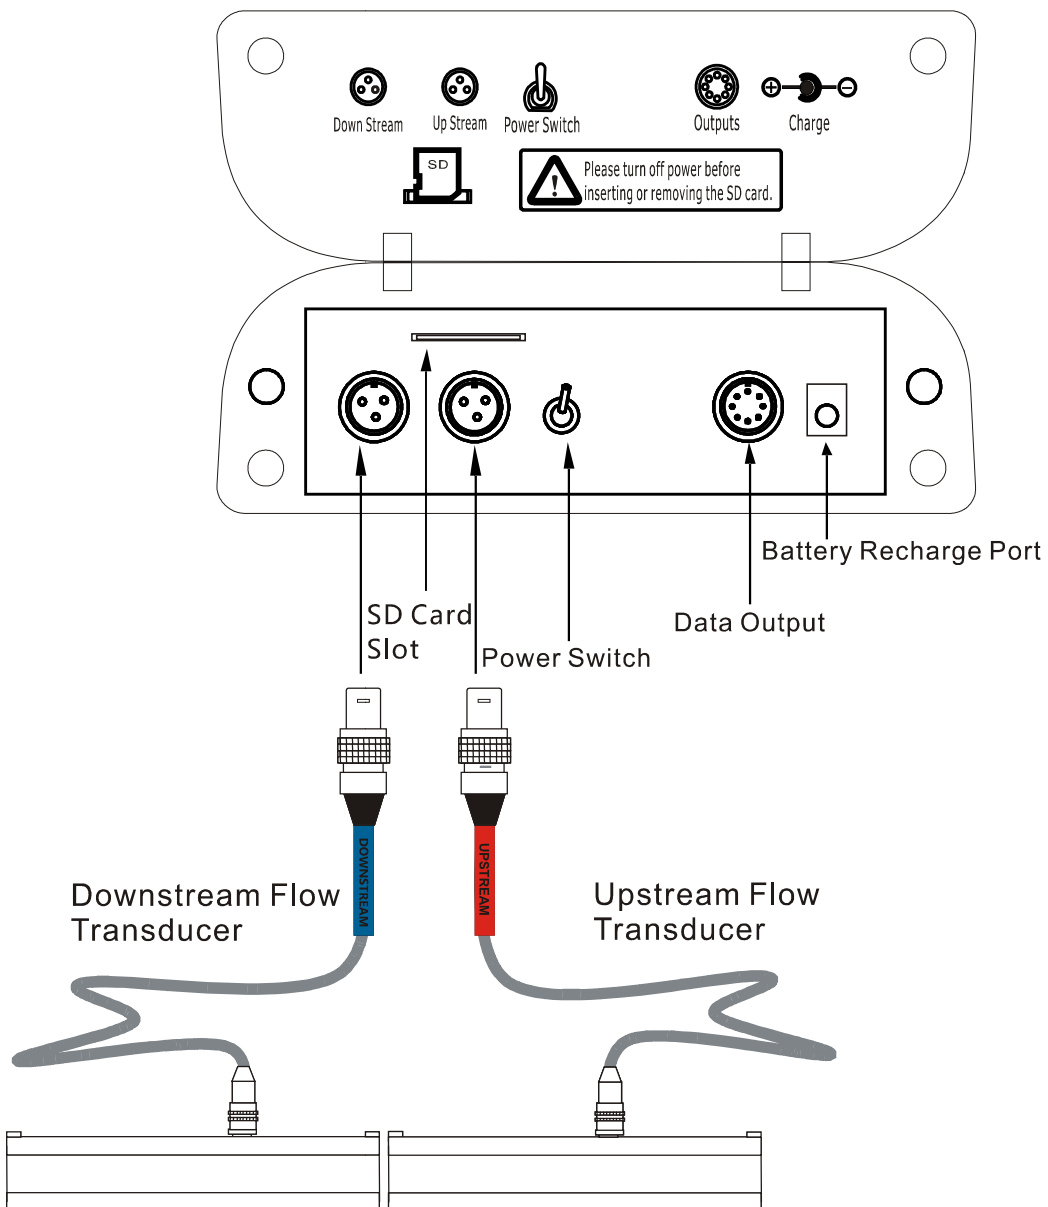 Down Stream
Up Stream
Power Switch
Outputs
Charge
SD
Please turn off power before
inserting or removing the SD card.
Battery Recharge Port
SD Card
Slot
Data Output
Power Switch
DOWNSTREAM
UPSTREAM
Downstream Flow
Transducer
Upstream Flow
Transducer